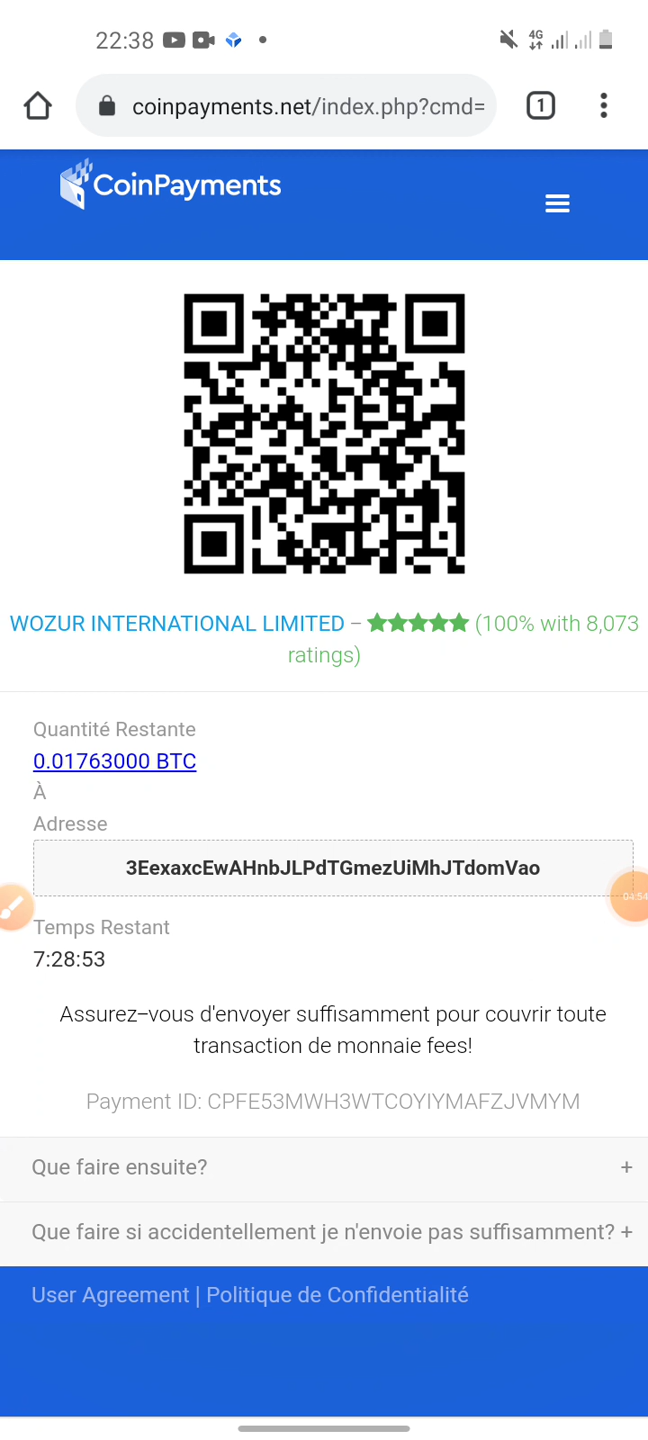 22:38
4G
coinpayments.net/index.php?cmd=
1
CoinPayments
WOZUR INTERNATIONAL LIMITED – ★★★★★ (100% with 8,073
ratings)
Quantité Restante
0.01763000 BTC
À
Adresse
3EexaxcEwAHnbJLPdTGmezUiMhJTdomVao
04:54
Temps Restant
7:28:53
Assurez–vous d'envoyer suffisamment pour couvrir toute
transaction de monnaie fees!
Payment ID: CPFE53MWH3WTCOYIYMAFZJVMYM
Que faire ensuite? +
Que faire si accidentellement je n'envoie pas suffisamment? +
User Agreement | Politique de Confidentialité